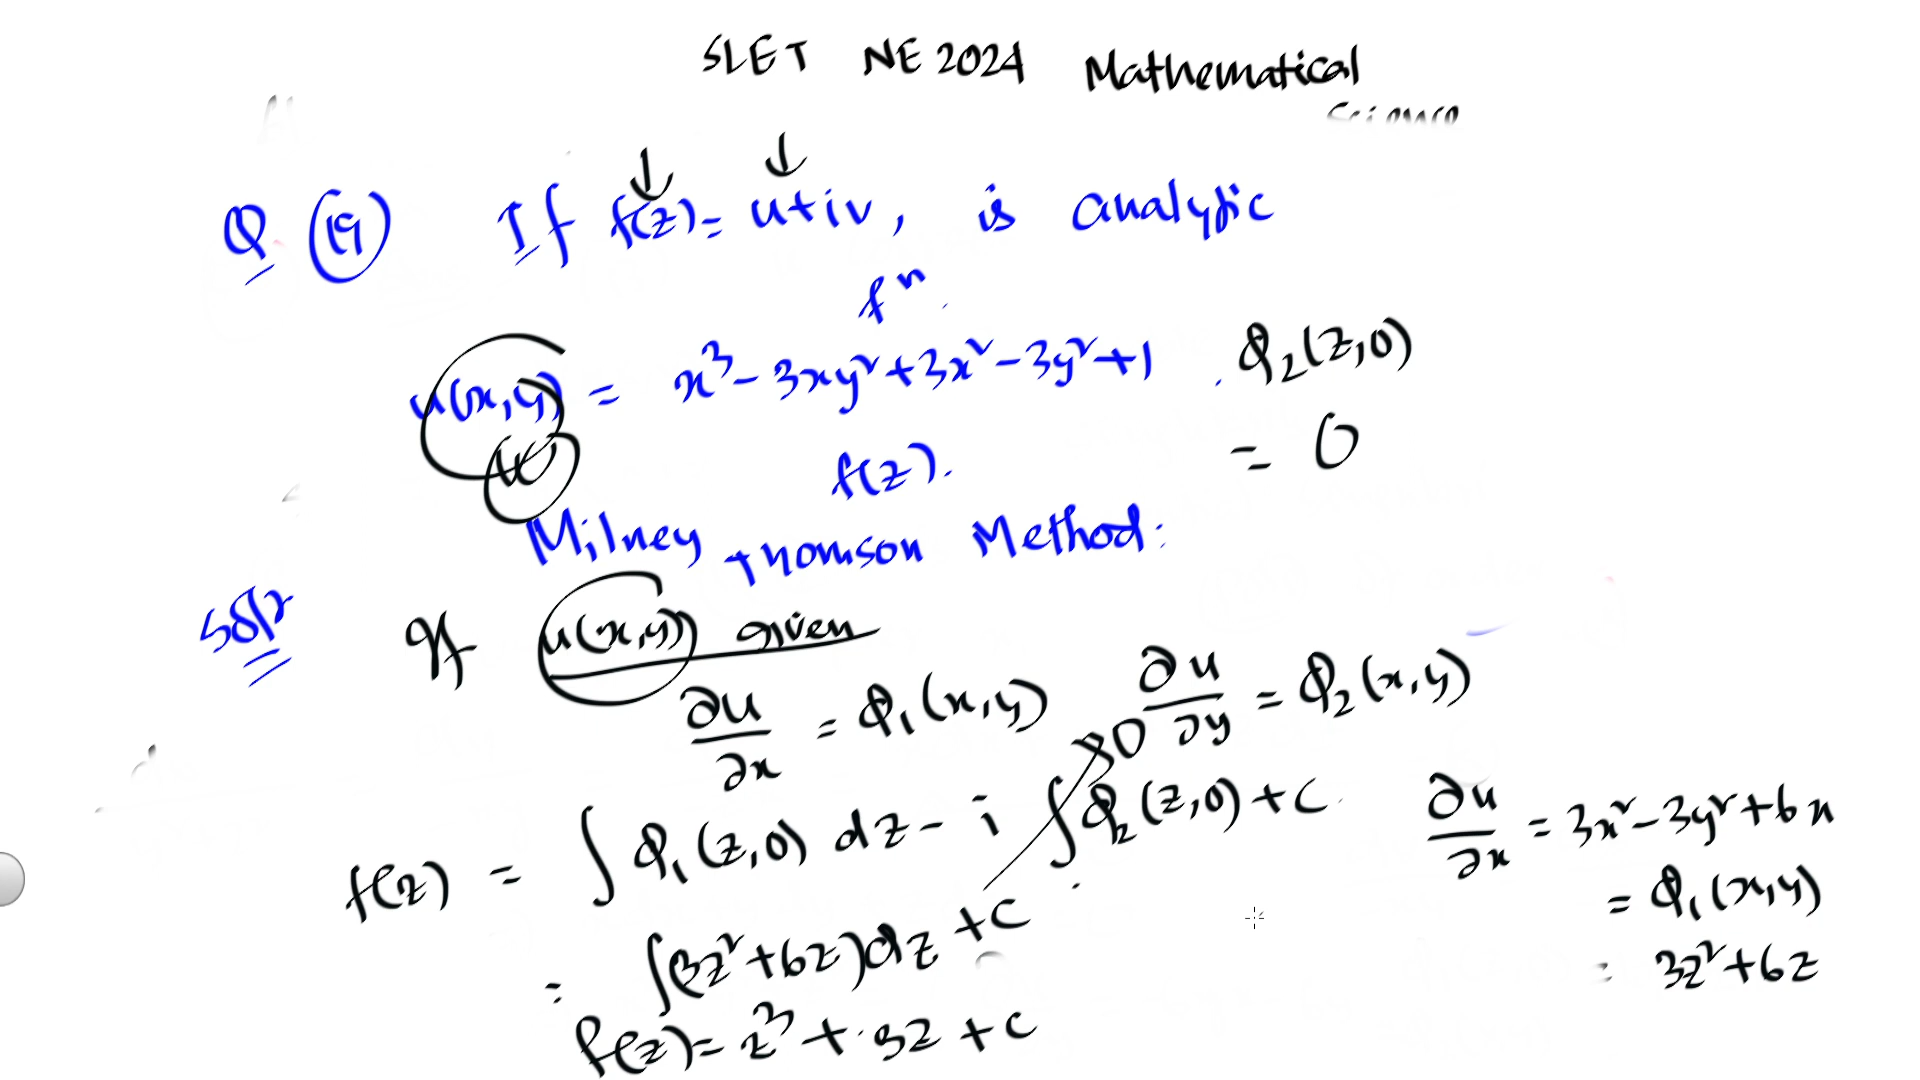 SLET NE 2024 Mathematical
Science
Q (19) If f(z) = u+iv, is analytic
fⁿ.
u(x,y) = x³ - 3xy² + 3x² - 3y² + 1
φ₂(z,0)
= 0
f(z).
Milney Thomson Method:
Solⁿ If u(x,y) given
∂u/∂x = φ₁(x,y) ∂u/∂y = φ₂(x,y)
f(z) = ∫ φ₁(z,0) dz - i ∫ φ₂(z,0) + c
∂u/∂x = 3x² - 3y² + 6x
= φ₁(x,y)
= 3z² + 6z
= ∫(3z² + 6z)dz + c
f(z) = z³ + 3z + c